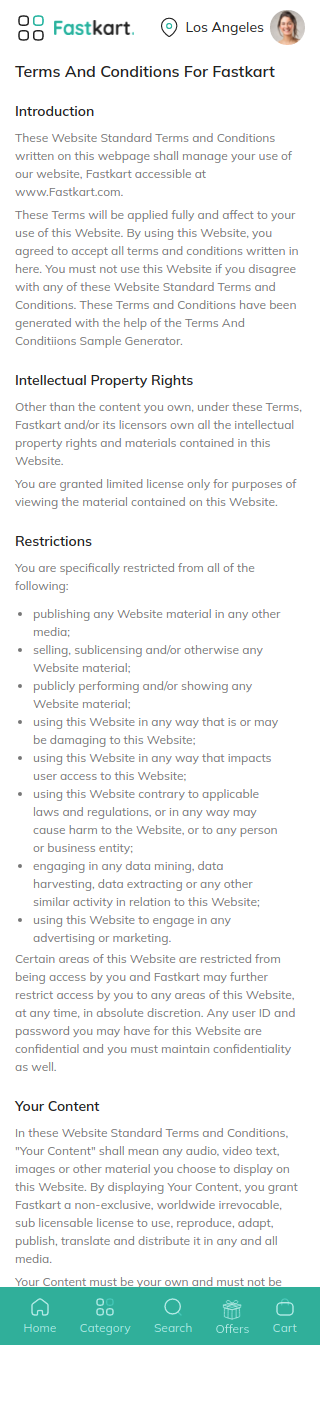 Fastkart.
Los Angeles
Terms And Conditions For Fastkart
Introduction
These Website Standard Terms and Conditions
written on this webpage shall manage your use of
our website, Fastkart accessible at
www.Fastkart.com.
These Terms will be applied fully and affect to your
use of this Website. By using this Website, you
agreed to accept all terms and conditions written in
here. You must not use this Website if you disagree
with any of these Website Standard Terms and
Conditions. These Terms and Conditions have been
generated with the help of the Terms And
Conditiions Sample Generator.
Intellectual Property Rights
Other than the content you own, under these Terms,
Fastkart and/or its licensors own all the intellectual
property rights and materials contained in this
Website.
You are granted limited license only for purposes of
viewing the material contained on this Website.
Restrictions
You are specifically restricted from all of the
following:
• publishing any Website material in any other
media;
• selling, sublicensing and/or otherwise any
Website material;
• publicly performing and/or showing any
Website material;
• using this Website in any way that is or may
be damaging to this Website;
• using this Website in any way that impacts
user access to this Website;
• using this Website contrary to applicable
laws and regulations, or in any way may
cause harm to the Website, or to any person
or business entity;
• engaging in any data mining, data
harvesting, data extracting or any other
similar activity in relation to this Website;
• using this Website to engage in any
advertising or marketing.
Certain areas of this Website are restricted from
being access by you and Fastkart may further
restrict access by you to any areas of this Website,
at any time, in absolute discretion. Any user ID and
password you may have for this Website are
confidential and you must maintain confidentiality
as well.
Your Content
In these Website Standard Terms and Conditions,
"Your Content" shall mean any audio, video text,
images or other material you choose to display on
this Website. By displaying Your Content, you grant
Fastkart a non-exclusive, worldwide irrevocable,
sub licensable license to use, reproduce, adapt,
publish, translate and distribute it in any and all
media.
Your Content must be your own and must not be
Home
Category
Search
Offers
Cart